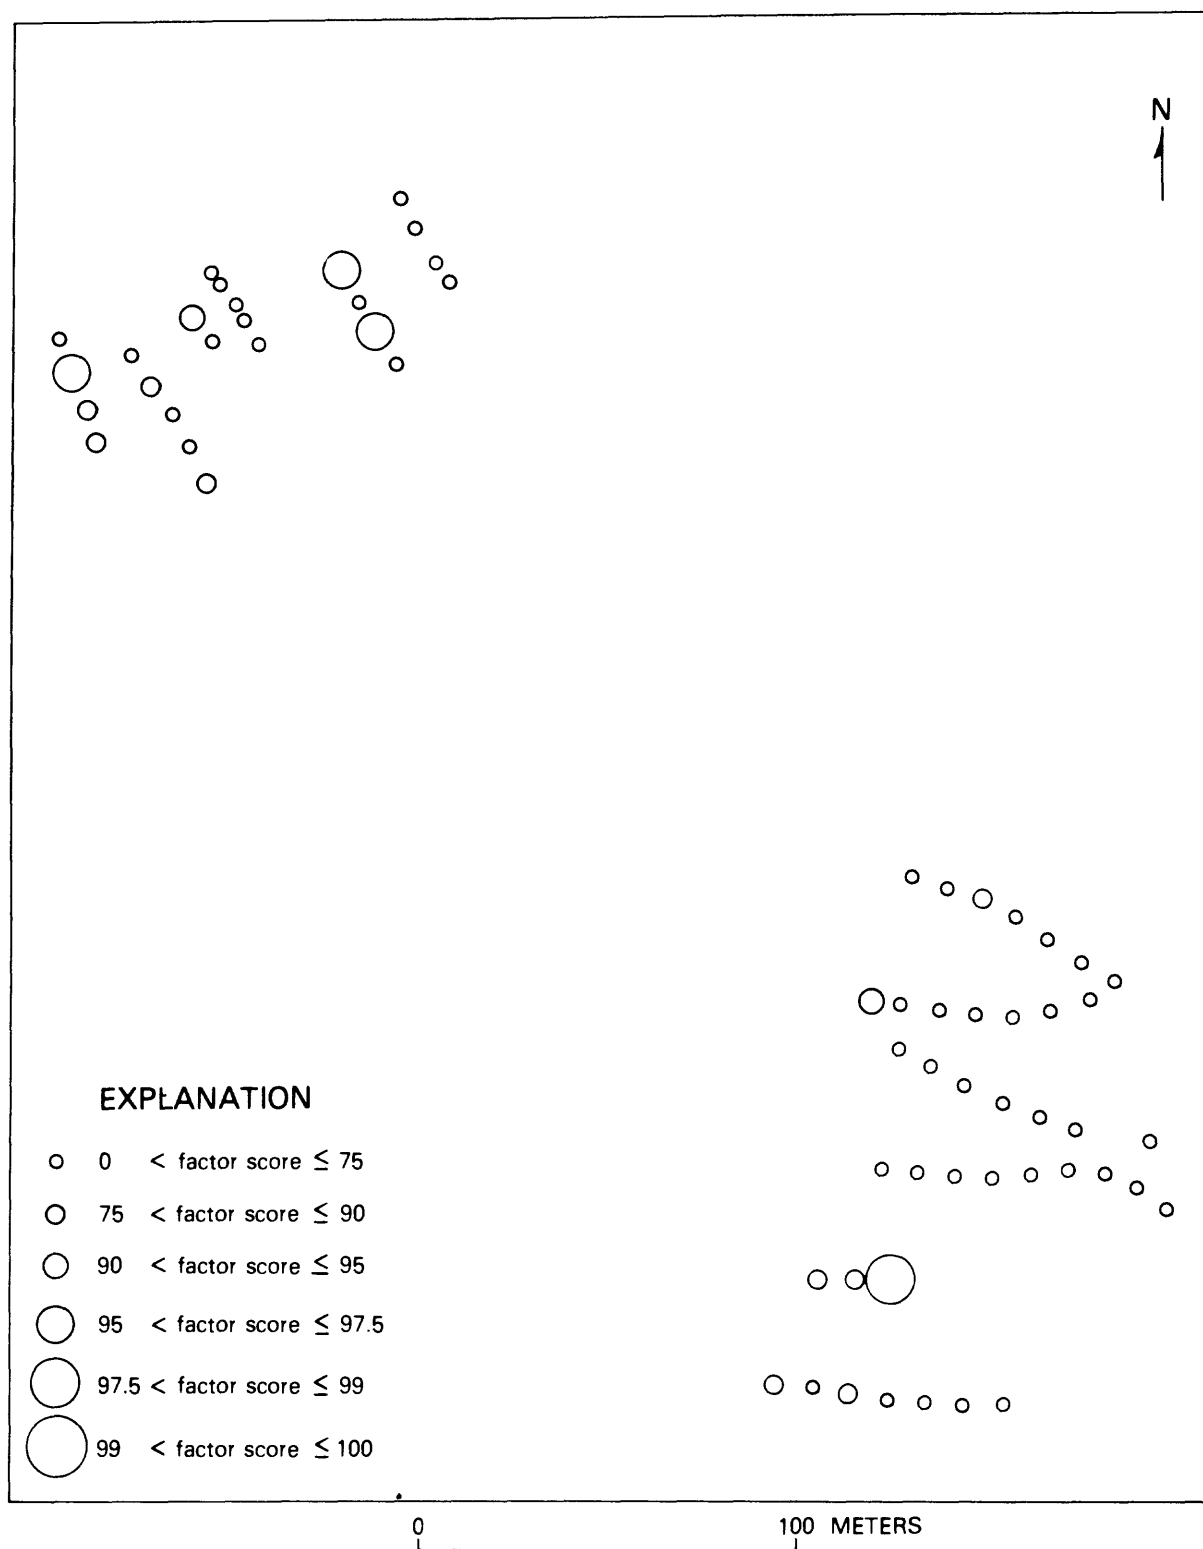 N
EXPLANATION
0 < factor score ≤ 75
75 < factor score ≤ 90
90 < factor score ≤ 95
95 < factor score ≤ 97.5
97.5 < factor score ≤ 99
99 < factor score ≤ 100
0 100 METERS